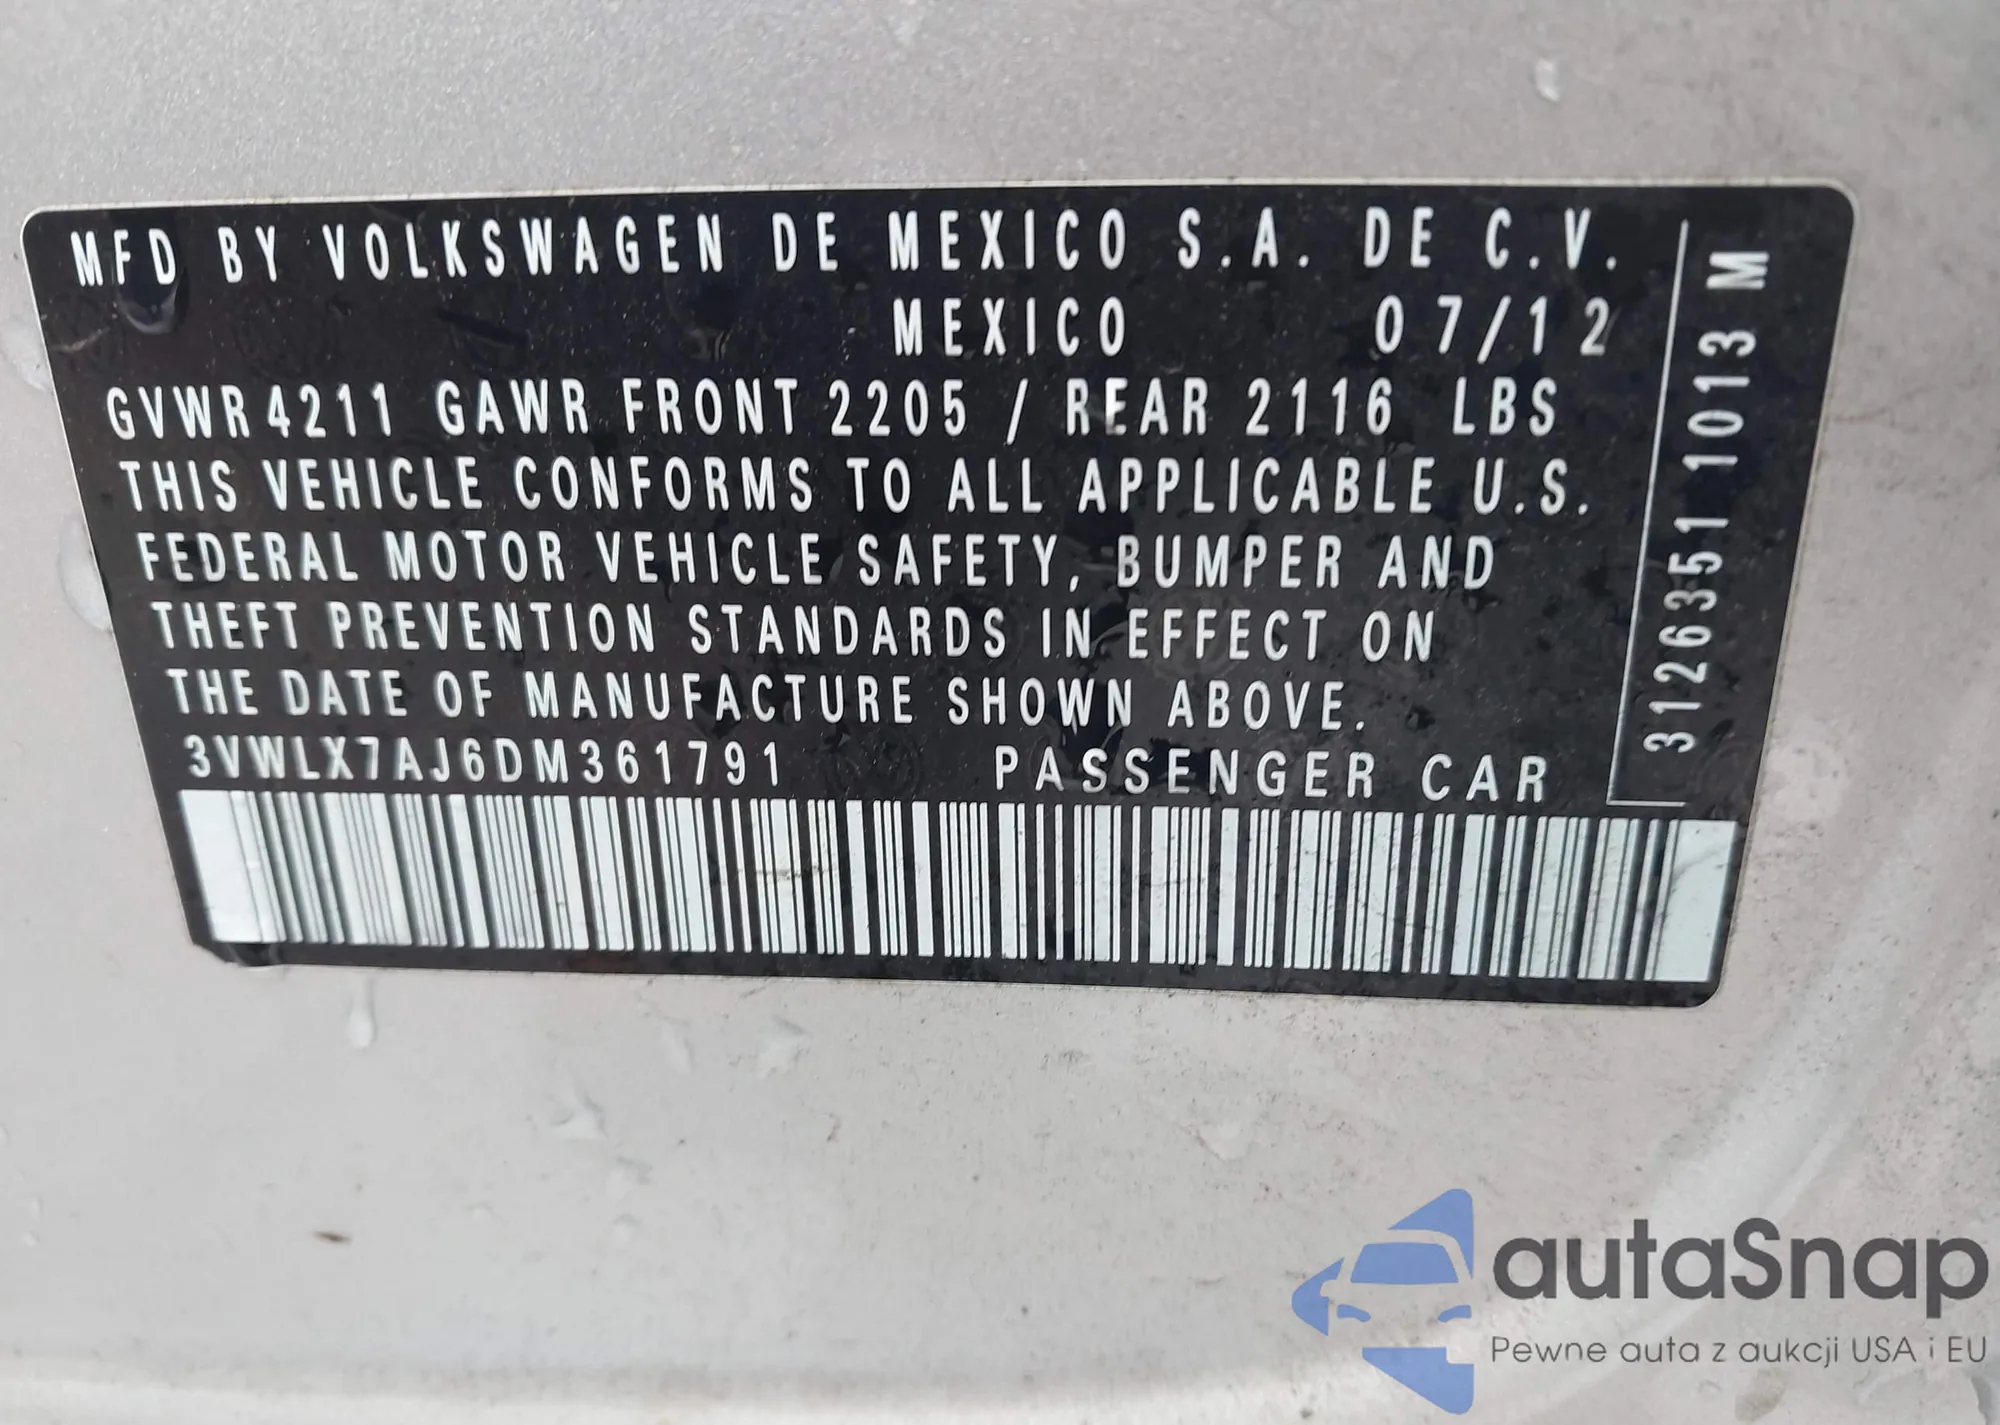 MFD BY VOLKSWAGEN DE MEXICO S.A. DE C.V.
MEXICO 07/12
GVWR 4211 GAWR FRONT 2205 / REAR 2116 LBS
THIS VEHICLE CONFORMS TO ALL APPLICABLE U.S.
FEDERAL MOTOR VEHICLE SAFETY, BUMPER AND
THEFT PREVENTION STANDARDS IN EFFECT ON
THE DATE OF MANUFACTURE SHOWN ABOVE.
3VWLX7AJ6DM361791 PASSENGER CAR
3126351 1013 M
autaSnap
Pewne auta z aukcji USA i EU